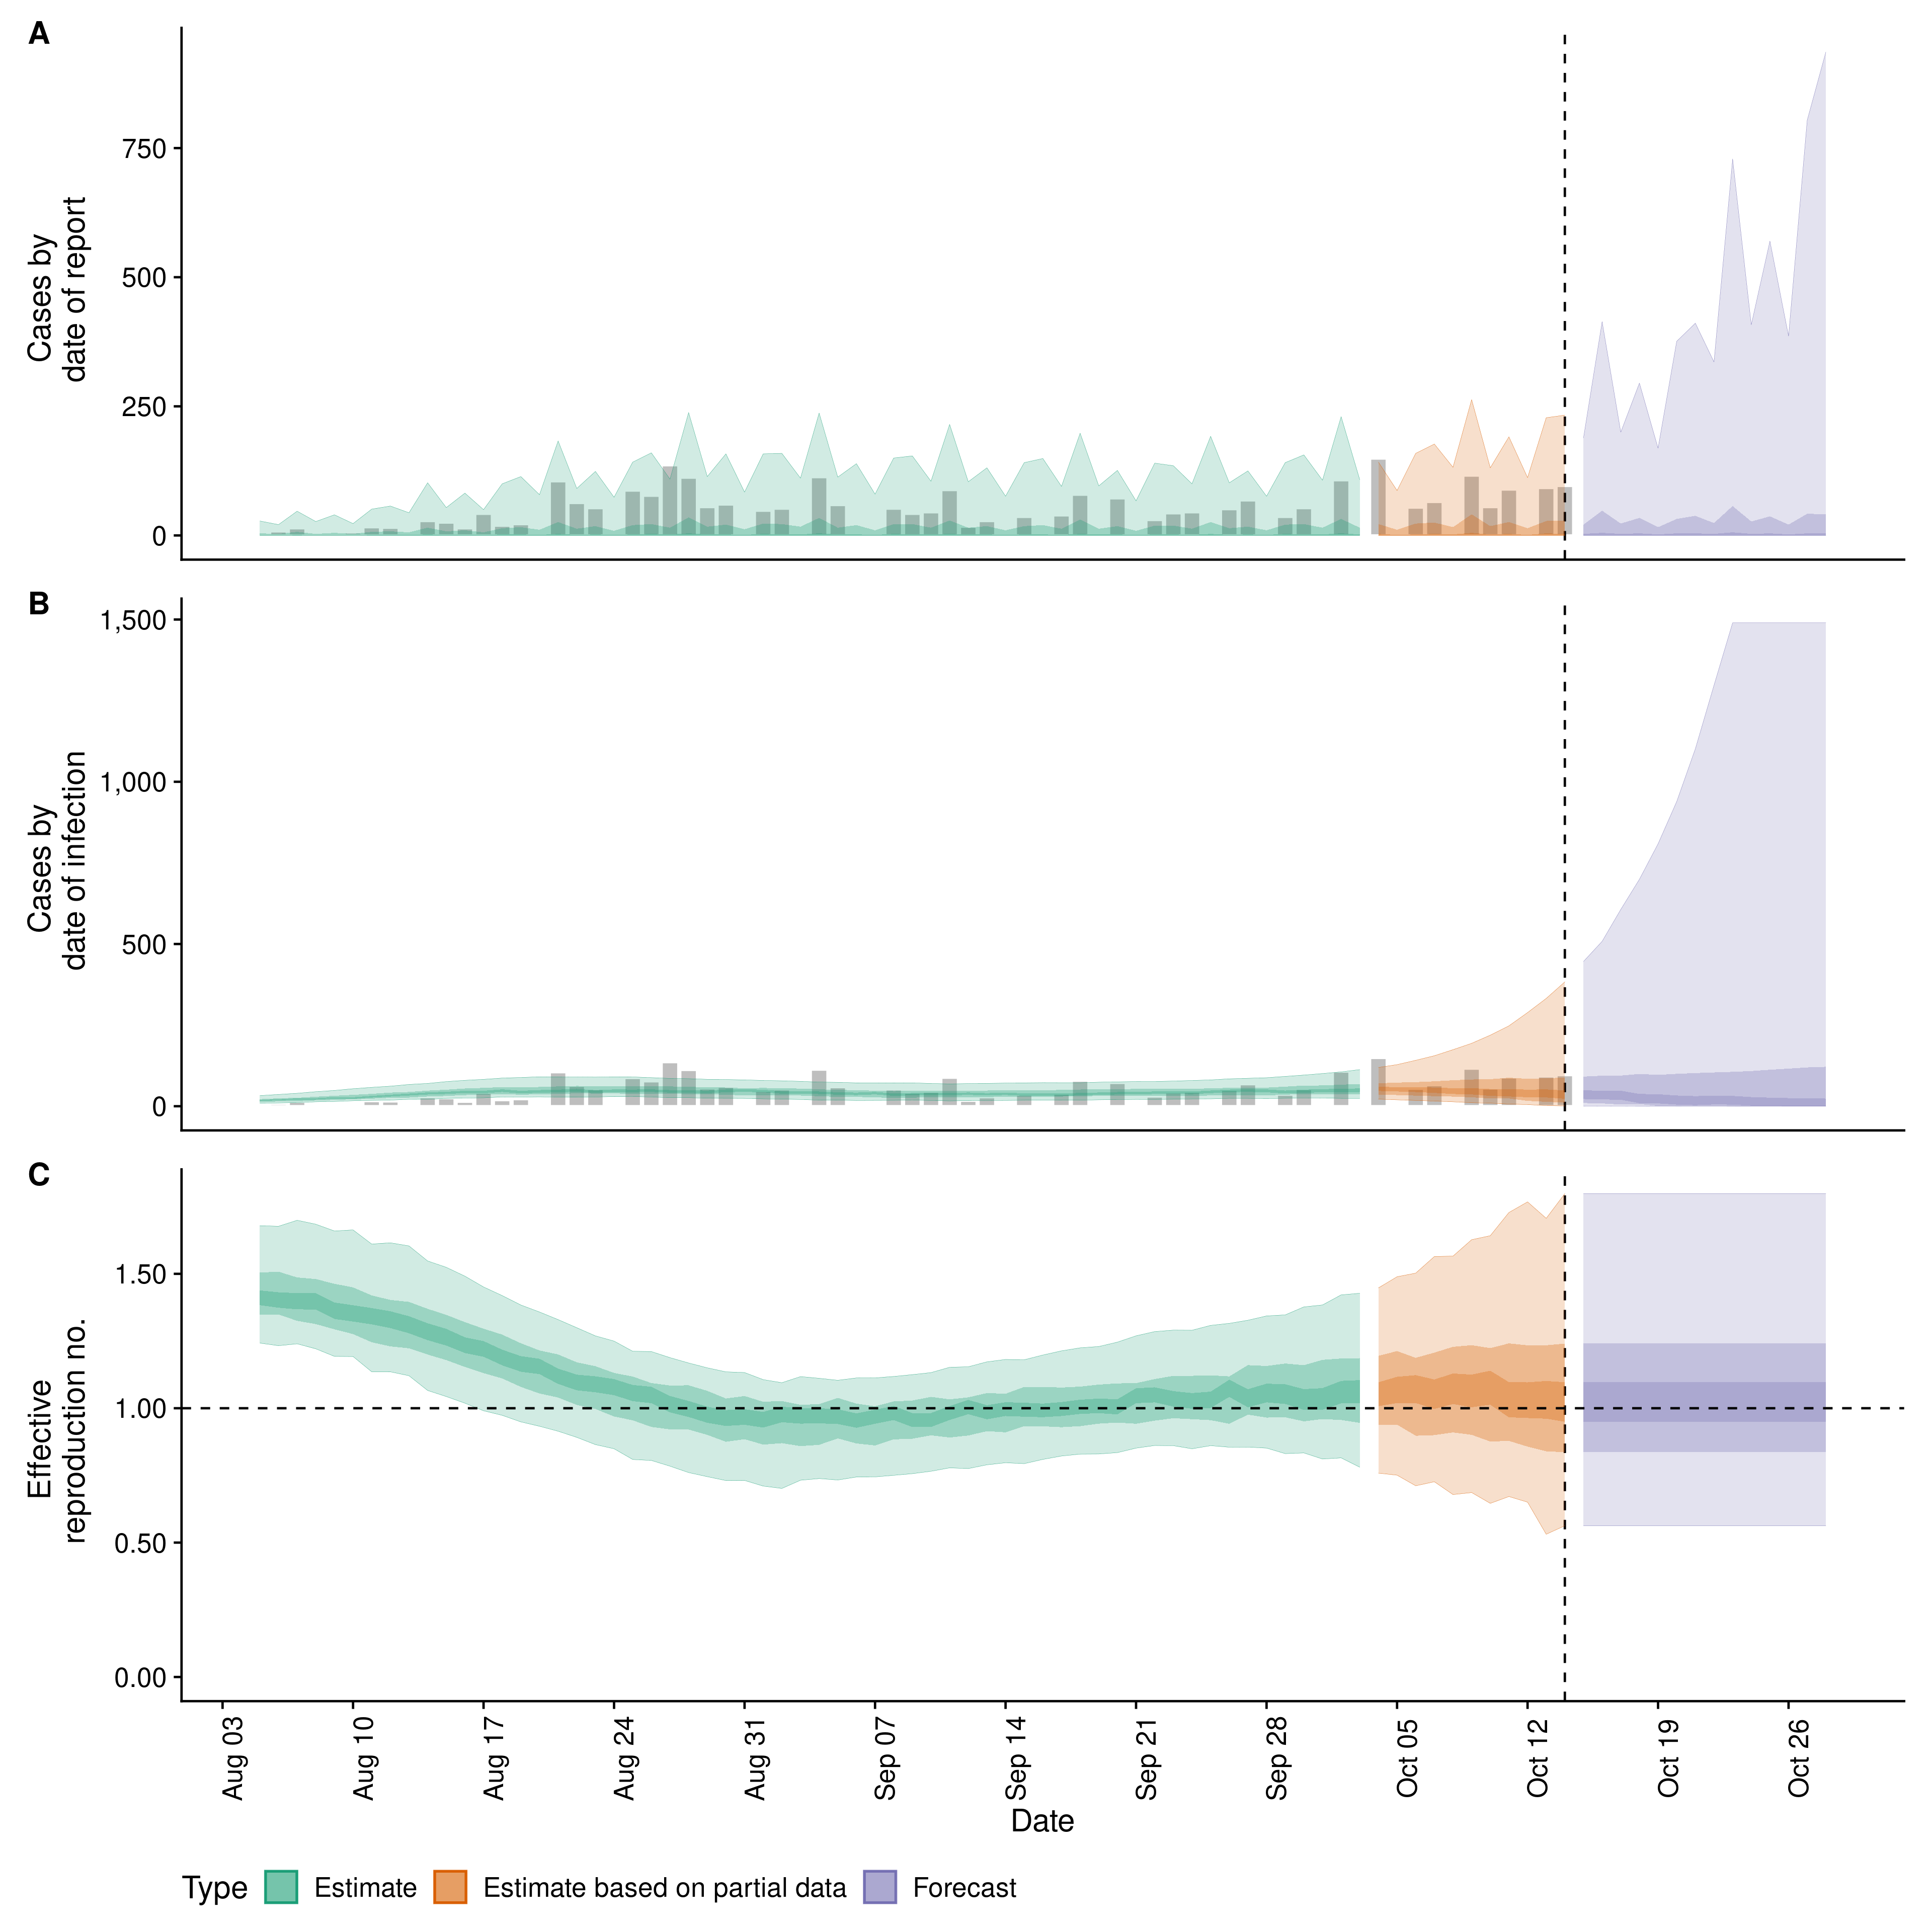 A
Cases by
date of report
750
500
250
0
B
Cases by
date of infection
1,500
1,000
500
0
C
Effective
reproduction no.
1.50
1.00
0.50
0.00
Aug 03
Aug 10
Aug 17
Aug 24
Aug 31
Sep 07
Sep 14
Sep 21
Sep 28
Oct 05
Oct 12
Oct 19
Oct 26
Date
Type
Estimate
Estimate based on partial data
Forecast